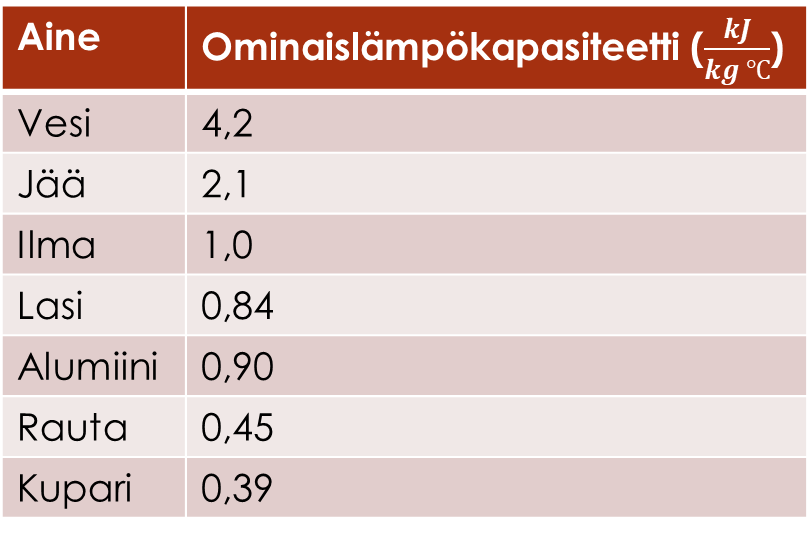 Aine Ominaislämpökapasiteetti (kJ/kg °C)
Vesi 4,2
Jää 2,1
Ilma 1,0
Lasi 0,84
Alumiini 0,90
Rauta 0,45
Kupari 0,39